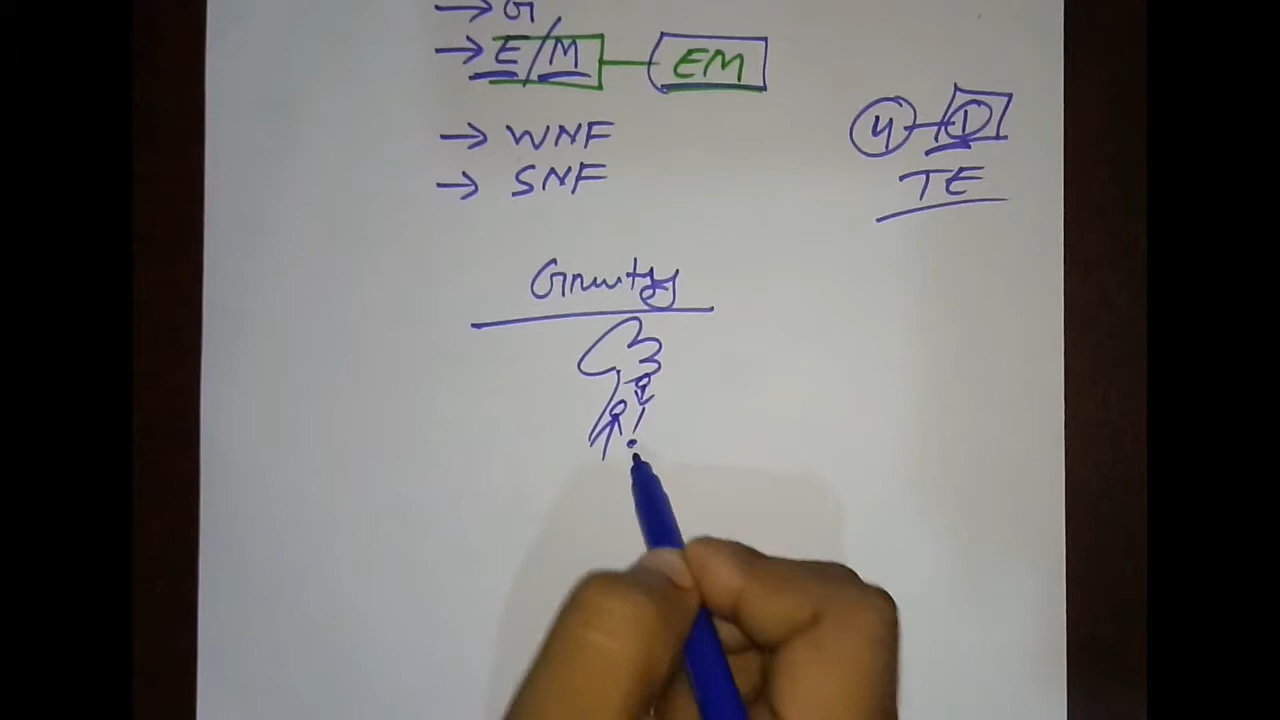 → G
→ E/M — EM
→ WNF
→ SNF
4 — 1
TE
Gravity